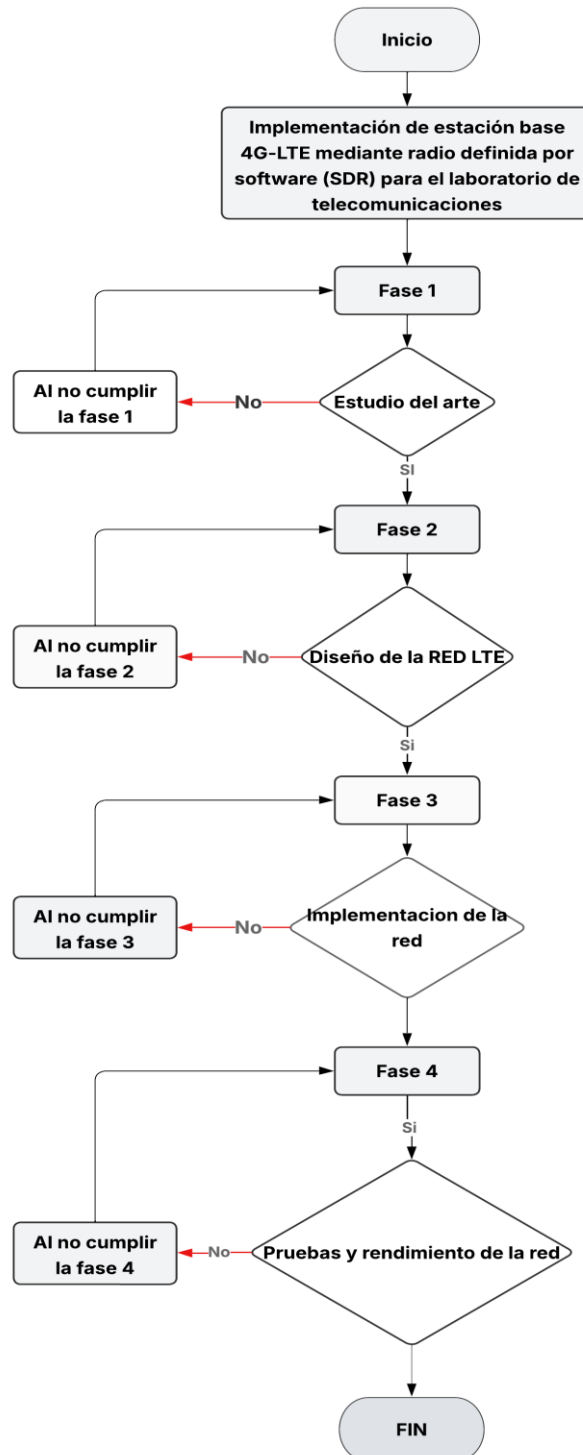 Inicio
Implementación de estación base
4G-LTE mediante radio definida por
software (SDR) para el laboratorio de
telecomunicaciones
Fase 1
Al no cumplir
la fase 1
No
Estudio del arte
SI
Fase 2
Al no cumplir
la fase 2
No
Diseño de la RED LTE
Si
Fase 3
Al no cumplir
la fase 3
No
Implementacion de la
red
Fase 4
Si
Al no cumplir
la fase 4
No
Pruebas y rendimiento de la red
FIN